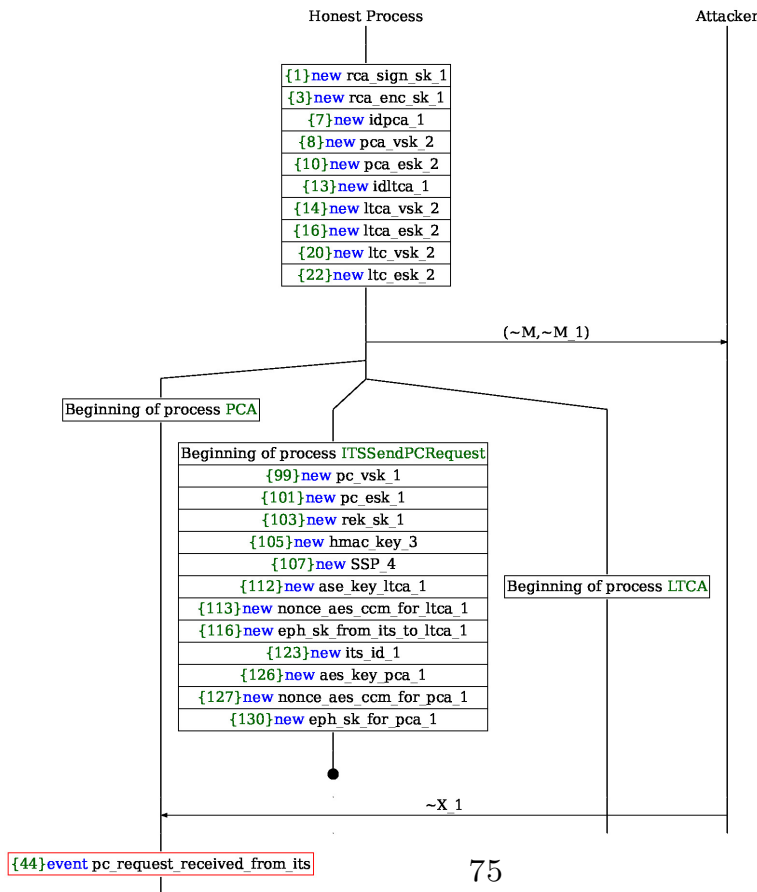 Honest Process
Attacker
{1}new rca_sign_sk_1
{3}new rca_enc_sk_1
{7}new idpca_1
{8}new pca_vsk_2
{10}new pca_esk_2
{13}new idltca_1
{14}new ltca_vsk_2
{16}new ltca_esk_2
{20}new ltc_vsk_2
{22}new ltc_esk_2
(~M,~M_1)
Beginning of process PCA
Beginning of process ITSSendPCRequest
{99}new pc_vsk_1
{101}new pc_esk_1
{103}new rek_sk_1
{105}new hmac_key_3
{107}new SSP_4
{112}new ase_key_ltca_1
{113}new nonce_aes_ccm_for_ltca_1
{116}new eph_sk_from_its_to_ltca_1
{123}new its_id_1
{126}new aes_key_pca_1
{127}new nonce_aes_ccm_for_pca_1
{130}new eph_sk_for_pca_1
Beginning of process LTCA
~X_1
{44}event pc_request_received_from_its
75